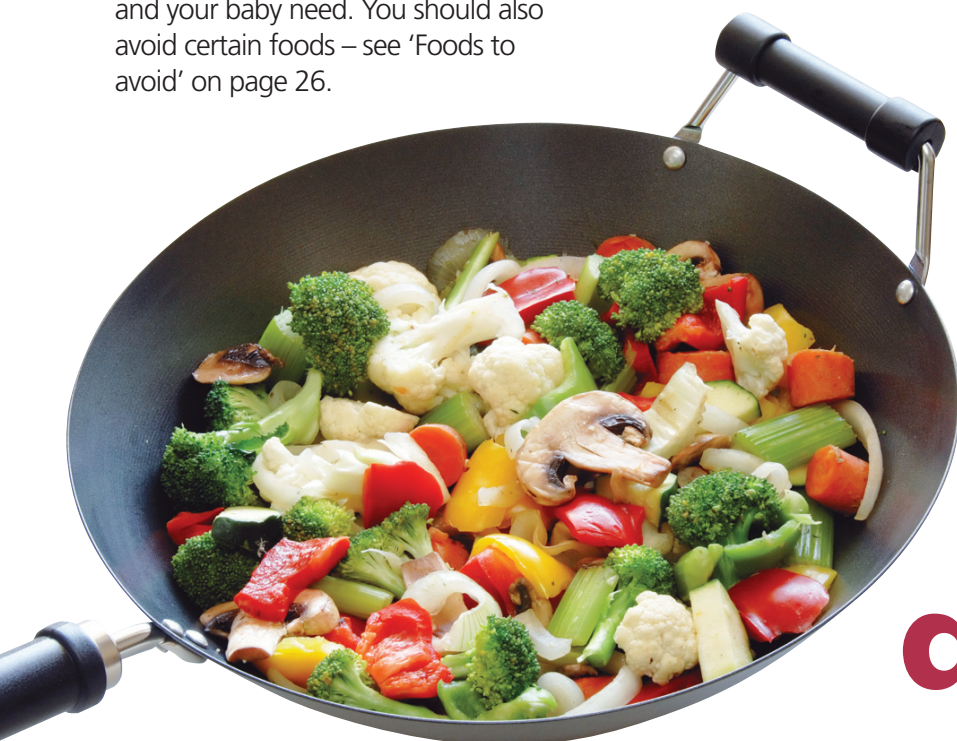 and your baby need. You should also
avoid certain foods – see ‘Foods to
avoid’ on page 26.